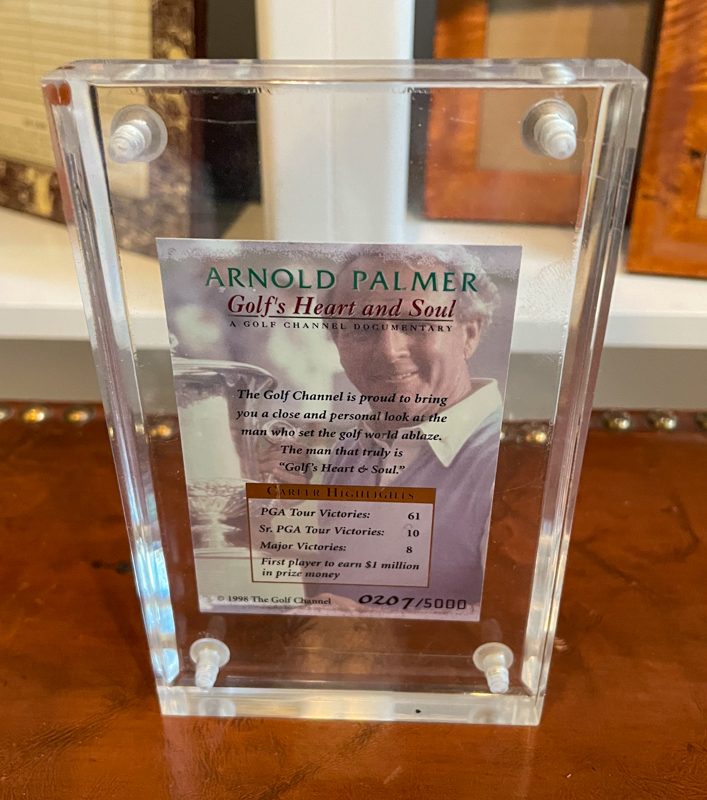 ARNOLD PALMER
Golf's Heart and Soul
A GOLF CHANNEL DOCUMENTARY
The Golf Channel is proud to bring
you a close and personal look at the
man who set the golf world ablaze.
The man that truly is
“Golf's Heart & Soul.”
CAREER HIGHLIGHTS
PGA Tour Victories: 61
Sr. PGA Tour Victories: 10
Major Victories: 8
First player to earn $1 million
in prize money
© 1998 The Golf Channel 0207/5000